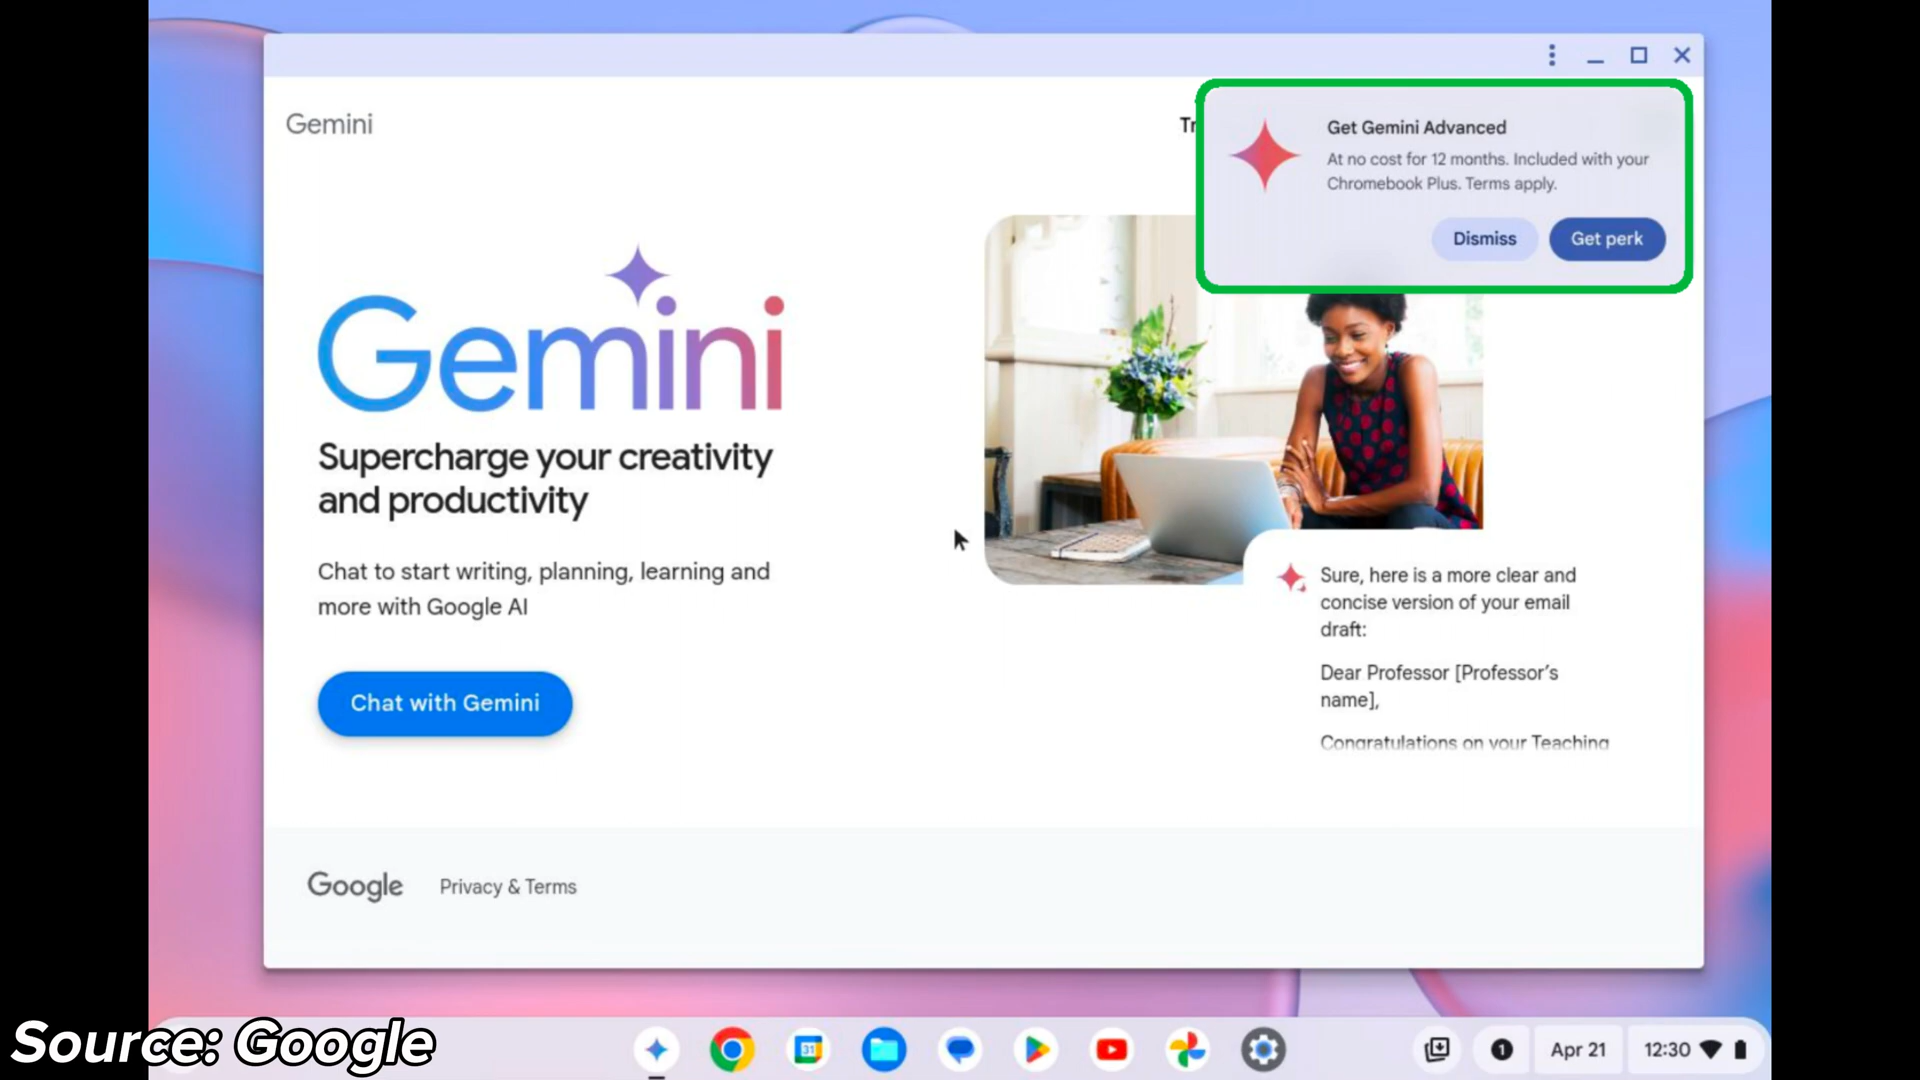 Gemini
Tr
Get Gemini Advanced
At no cost for 12 months. Included with your
Chromebook Plus. Terms apply.
Dismiss
Get perk
Gemini
Supercharge your creativity
and productivity
Chat to start writing, planning, learning and
more with Google AI
Chat with Gemini
Sure, here is a more clear and
concise version of your email
draft:
Dear Professor [Professor’s
name],
Congratulations on your Teaching
Google
Privacy & Terms
Source: Google
31
1
Apr 21
12:30